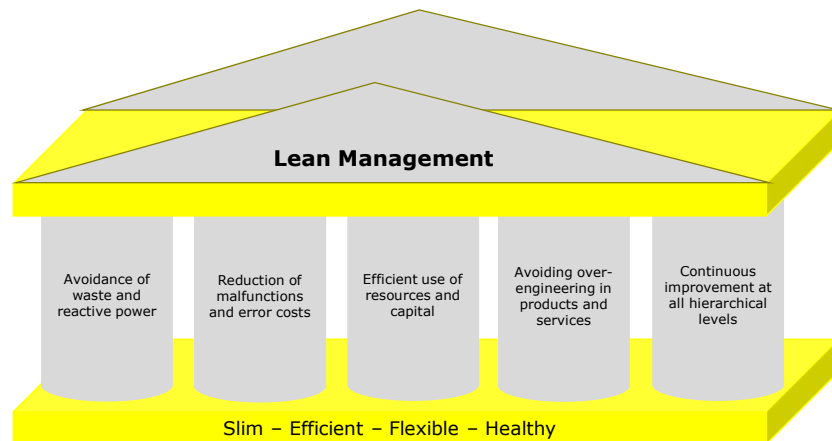 Lean Management
Avoidance of
waste and
reactive power
Reduction of
malfunctions
and error costs
Efficient use of
resources and
capital
Avoiding over-
engineering in
products and
services
Continuous
improvement at
all hierarchical
levels
Slim – Efficient – Flexible – Healthy